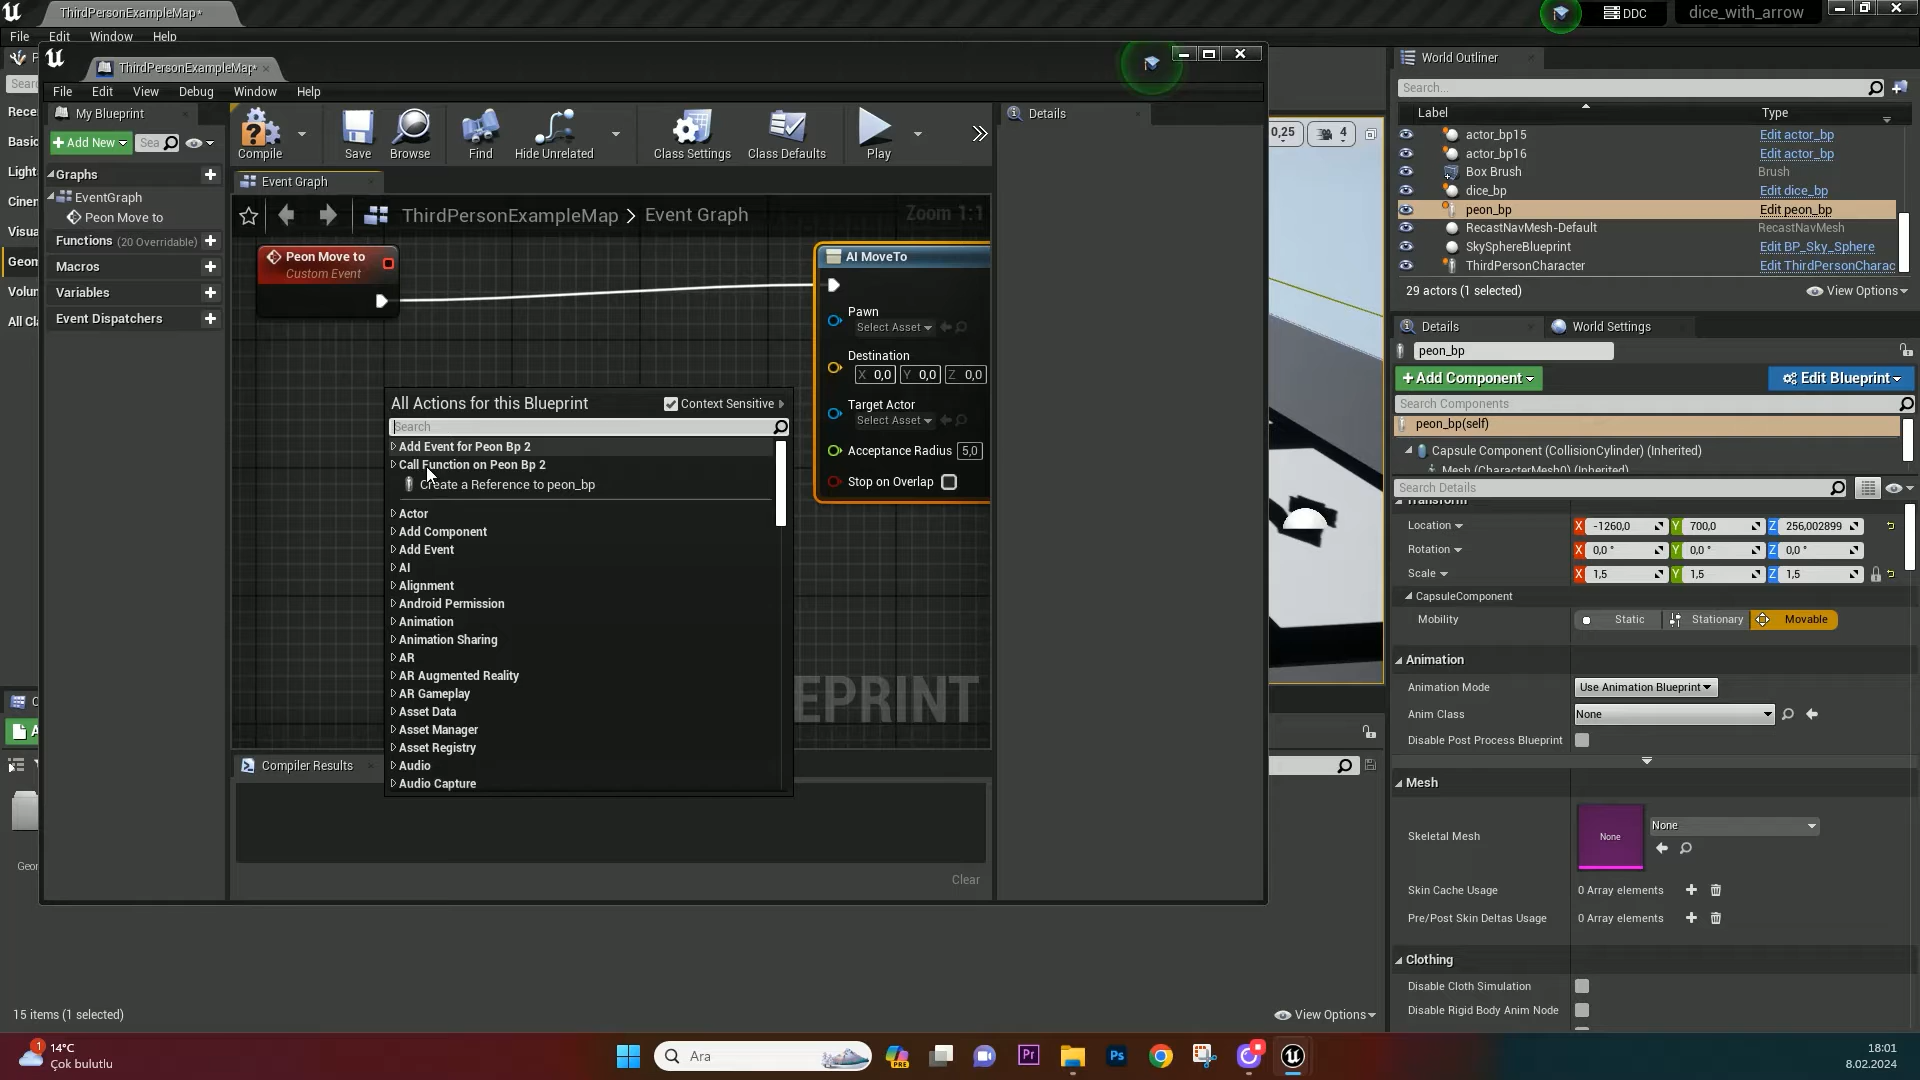 ThirdPersonExampleMap*
DDC
dice_with_arrow
File Edit Window Help
ThirdPersonExampleMap*
File Edit View Debug Window Help
My Blueprint
Add New
Sea
Graphs
EventGraph
Peon Move to
Functions (20 Overridable)
Macros
Variables
Event Dispatchers
Compile
Save
Browse
Find
Hide Unrelated
Class Settings
Class Defaults
Play
Event Graph
ThirdPersonExampleMap > Event Graph
Zoom 1:1
Peon Move to
Custom Event
AI MoveTo
Pawn
Select Asset
Destination
X 0,0 Y 0,0 Z 0,0
Target Actor
Select Asset
Acceptance Radius 5,0
Stop on Overlap
All Actions for this Blueprint
Context Sensitive
Search
Add Event for Peon Bp 2
Call Function on Peon Bp 2
Create a Reference to peon_bp
Actor
Add Component
Add Event
AI
Alignment
Android Permission
Animation
Animation Sharing
AR
AR Augmented Reality
AR Gameplay
Asset Data
Asset Manager
Asset Registry
Audio
Audio Capture
EPRINT
Compiler Results
Clear
Details
0,25
4
Sear
Rece
Basic
Light
Ciner
Visua
Geom
Volun
All Cla
Geor
15 items (1 selected)
View Options
World Outliner
Search...
Label Type
actor_bp15 Edit actor_bp
actor_bp16 Edit actor_bp
Box Brush Brush
dice_bp Edit dice_bp
peon_bp Edit peon_bp
RecastNavMesh-Default RecastNavMesh
SkySphereBlueprint Edit BP_Sky_Sphere
ThirdPersonCharacter Edit ThirdPersonCharac
29 actors (1 selected)
View Options
Details
World Settings
peon_bp
Add Component
Edit Blueprint
Search Components
peon_bp(self)
Capsule Component (CollisionCylinder) (Inherited)
Mesh (CharacterMesh0) (Inherited)
Search Details
Transform
Location X -1260,0 Y 700,0 Z 256,002899
Rotation X 0,0 ° Y 0,0 ° Z 0,0 °
Scale X 1,5 Y 1,5 Z 1,5
CapsuleComponent
Mobility Static Stationary Movable
Animation
Animation Mode Use Animation Blueprint
Anim Class None
Disable Post Process Blueprint
Mesh
Skeletal Mesh None None
Skin Cache Usage 0 Array elements
Pre/Post Skin Deltas Usage 0 Array elements
Clothing
Disable Cloth Simulation
Disable Rigid Body Anim Node
1
14°C
Çok bulutlu
Ara
PRE
Pr
Ps
18:01
8.02.2024